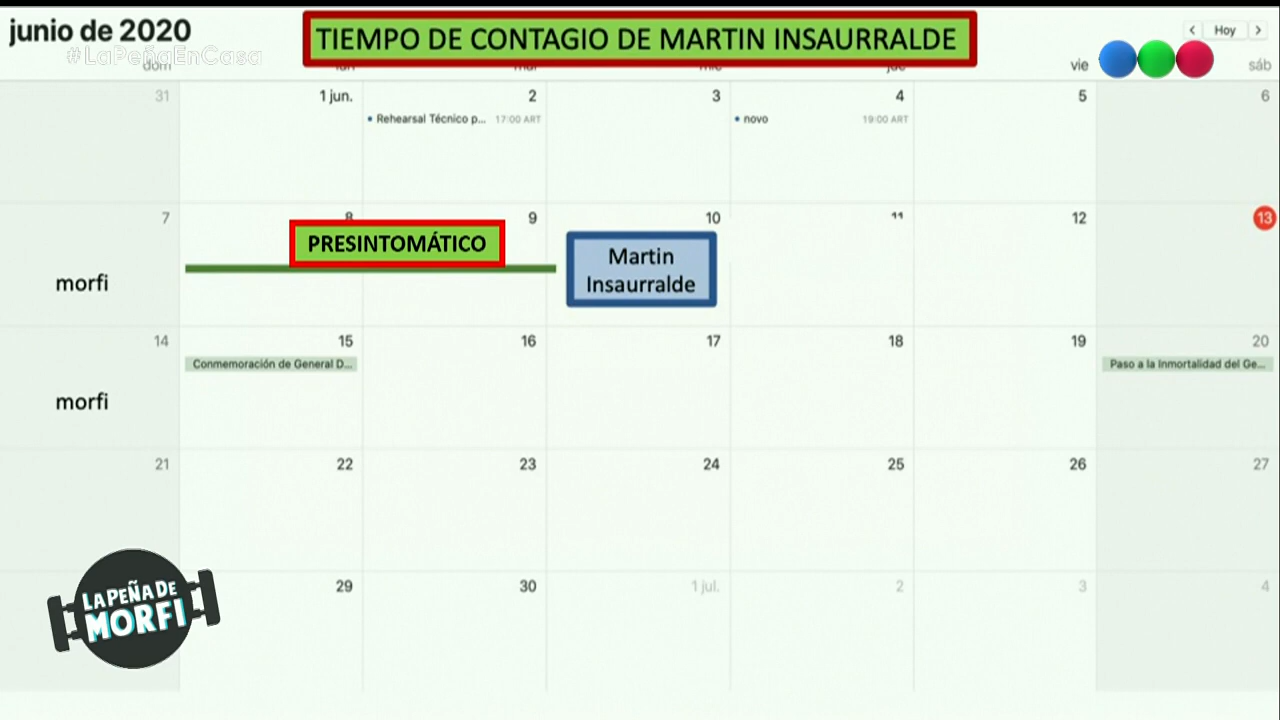 junio de 2020
TIEMPO DE CONTAGIO DE MARTIN INSAURRALDE
Hoy
#LaPeñaEnCasa
dom
vie
sáb
31
1 jun.
2
3
4
5
6
Rehearsal Técnico p... 17:00 ART
novo 19:00 ART
7
8
9
10
11
12
13
PRESINTOMÁTICO
Martin
Insaurralde
morfi
14
15
16
17
18
19
20
Conmemoración de General D...
Paso a la Inmortalidad del Ge...
morfi
21
22
23
24
25
26
27
29
30
1 jul.
2
3
4
LA PEÑA DE
MORFI